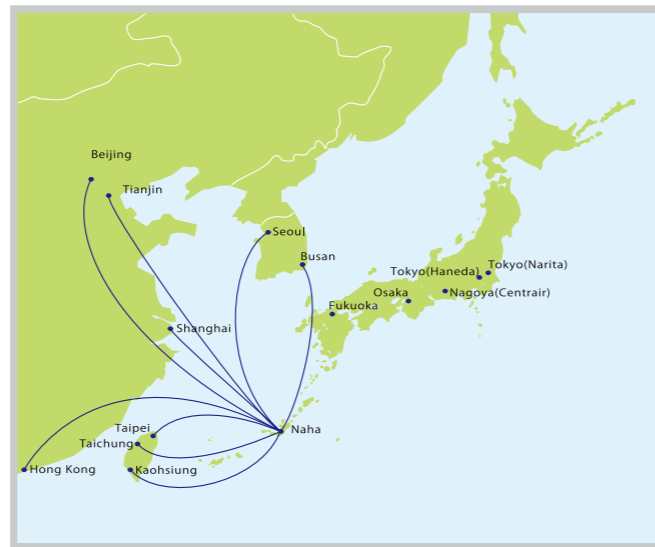 Beijing
Tianjin
Seoul
Busan
Tokyo(Haneda)
Tokyo(Narita)
Osaka
Nagoya(Centrair)
Fukuoka
Shanghai
Taipei
Naha
Taichung
Hong Kong
Kaohsiung